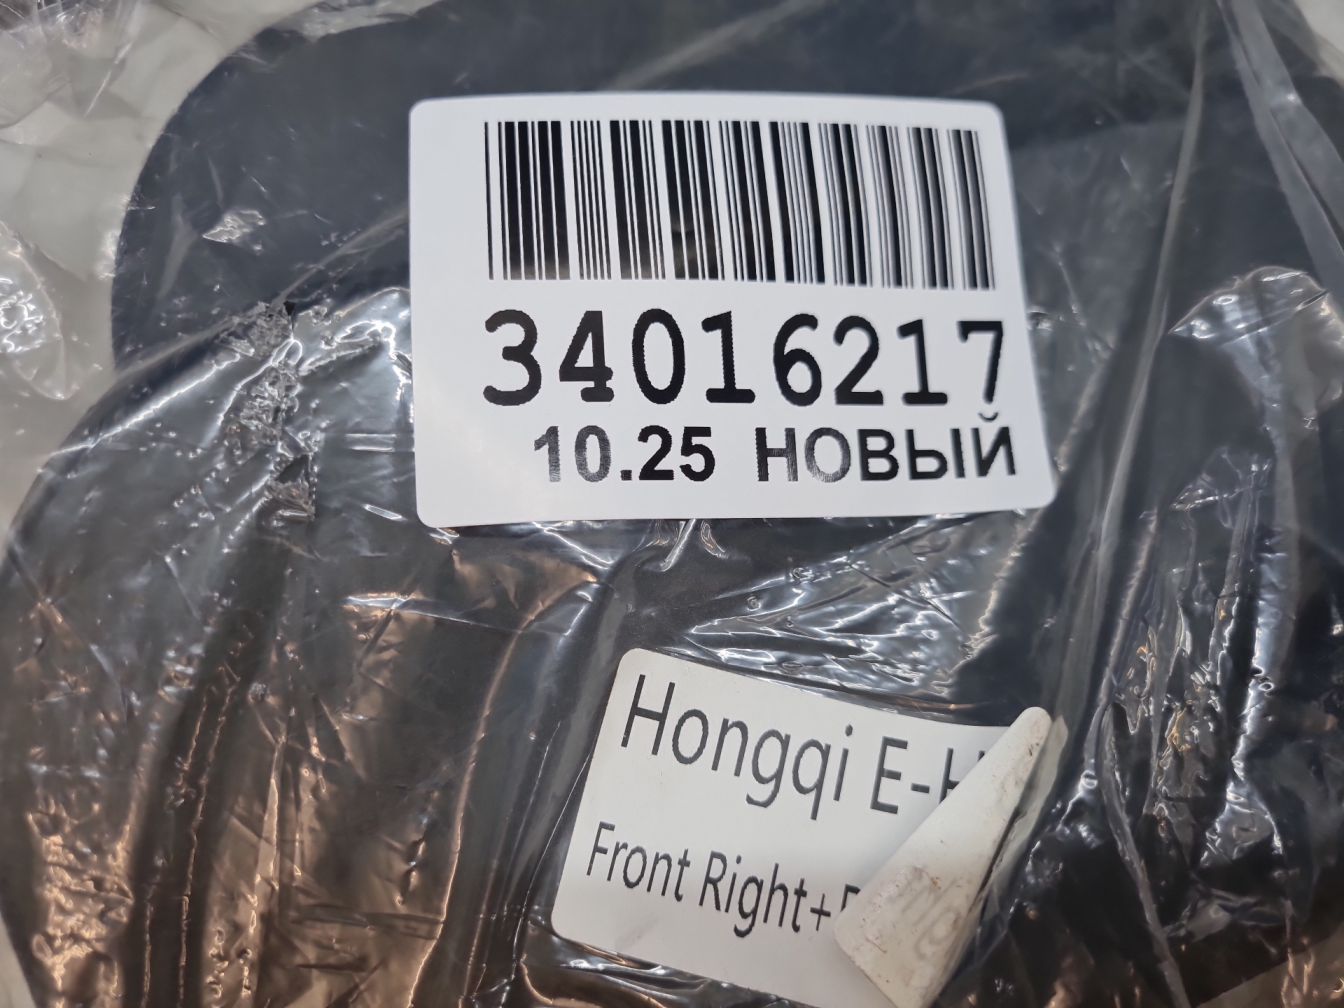 34016217
10.25 НОВЫЙ
Hongqi E-H
Front Right+